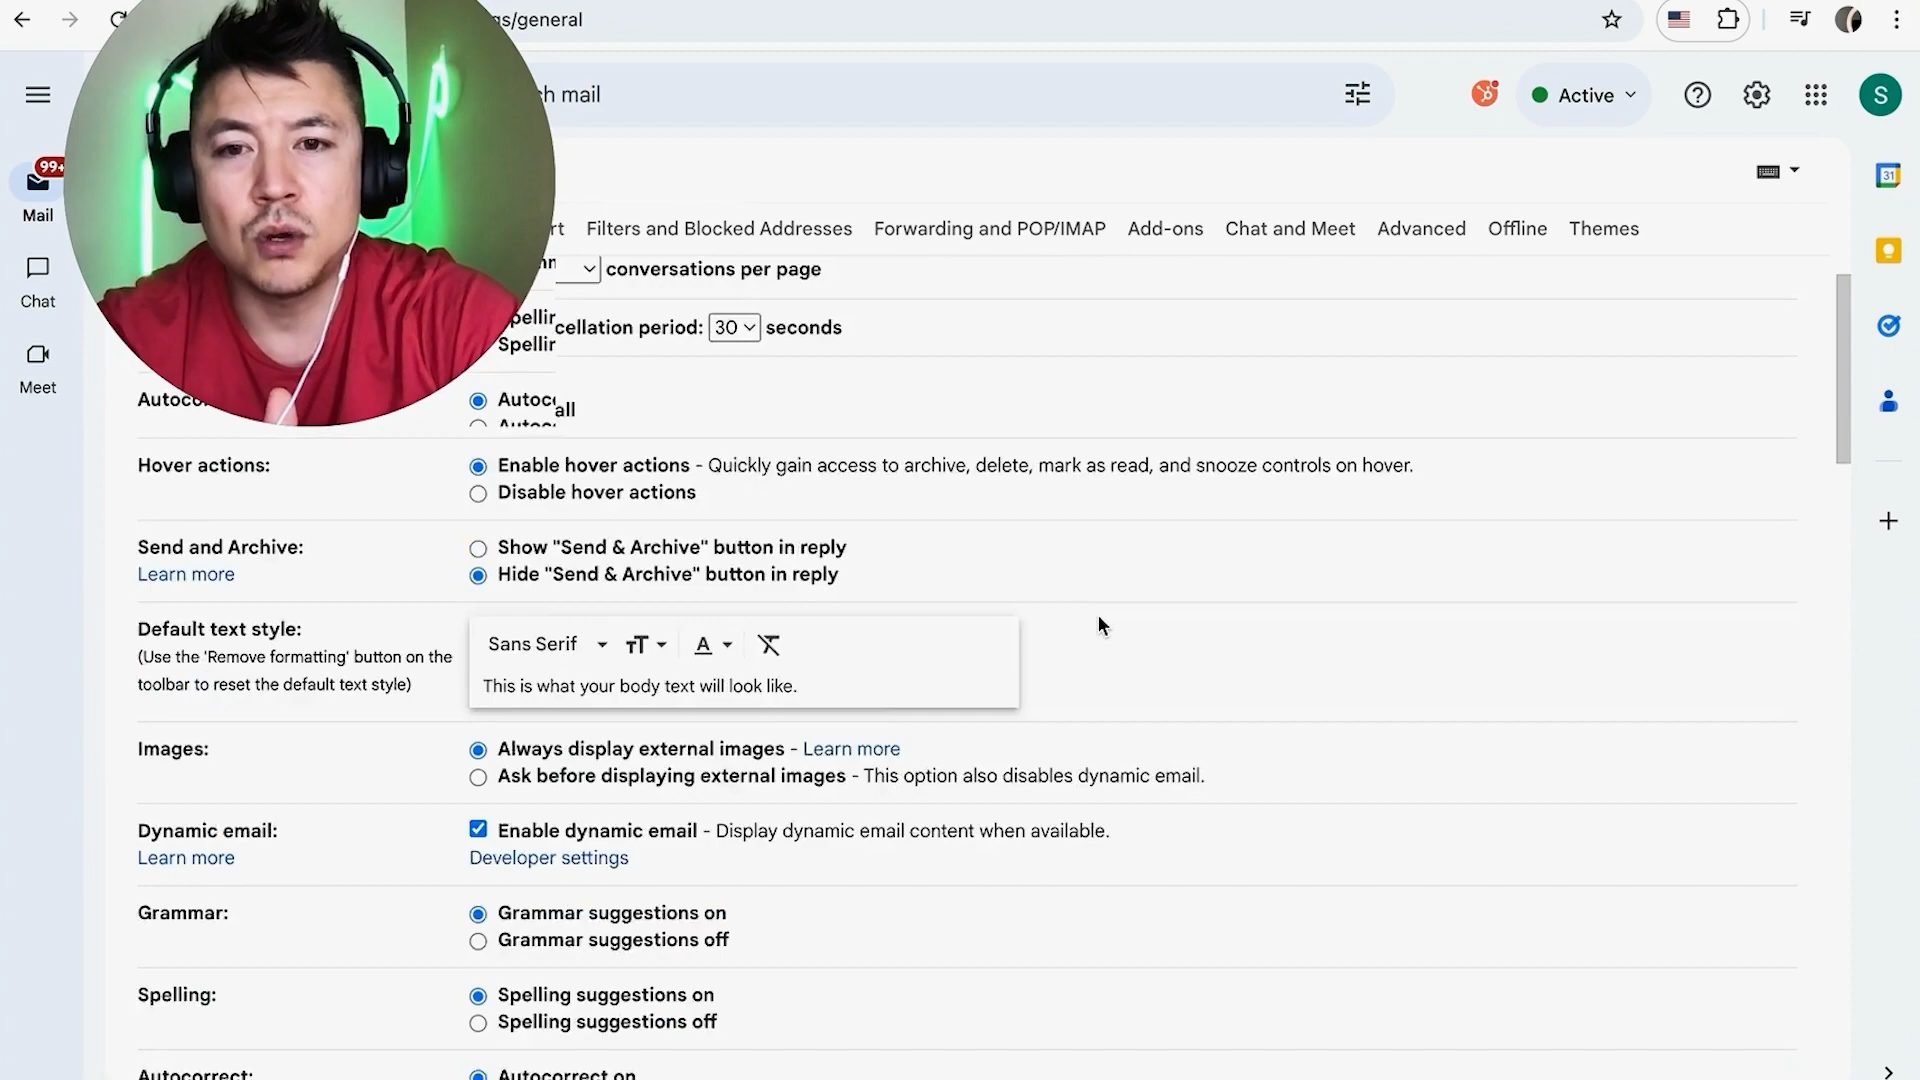 gs/general
ch mail
Active
S
99+
Mail
Filters and Blocked Addresses Forwarding and POP/IMAP Add-ons Chat and Meet Advanced Offline Themes
31
conversations per page
Chat
Spellin
cellation period: 30 seconds
Spellin
Meet
Autoco
Autoc
all
Hover actions:
Enable hover actions - Quickly gain access to archive, delete, mark as read, and snooze controls on hover.
Disable hover actions
Send and Archive:
Show "Send & Archive" button in reply
Learn more
Hide "Send & Archive" button in reply
Default text style:
(Use the 'Remove formatting' button on the
toolbar to reset the default text style)
Sans Serif
This is what your body text will look like.
Images:
Always display external images - Learn more
Ask before displaying external images - This option also disables dynamic email.
Dynamic email:
Enable dynamic email - Display dynamic email content when available.
Learn more
Developer settings
Grammar:
Grammar suggestions on
Grammar suggestions off
Spelling:
Spelling suggestions on
Spelling suggestions off
Autocorrect:
Autocorrect on